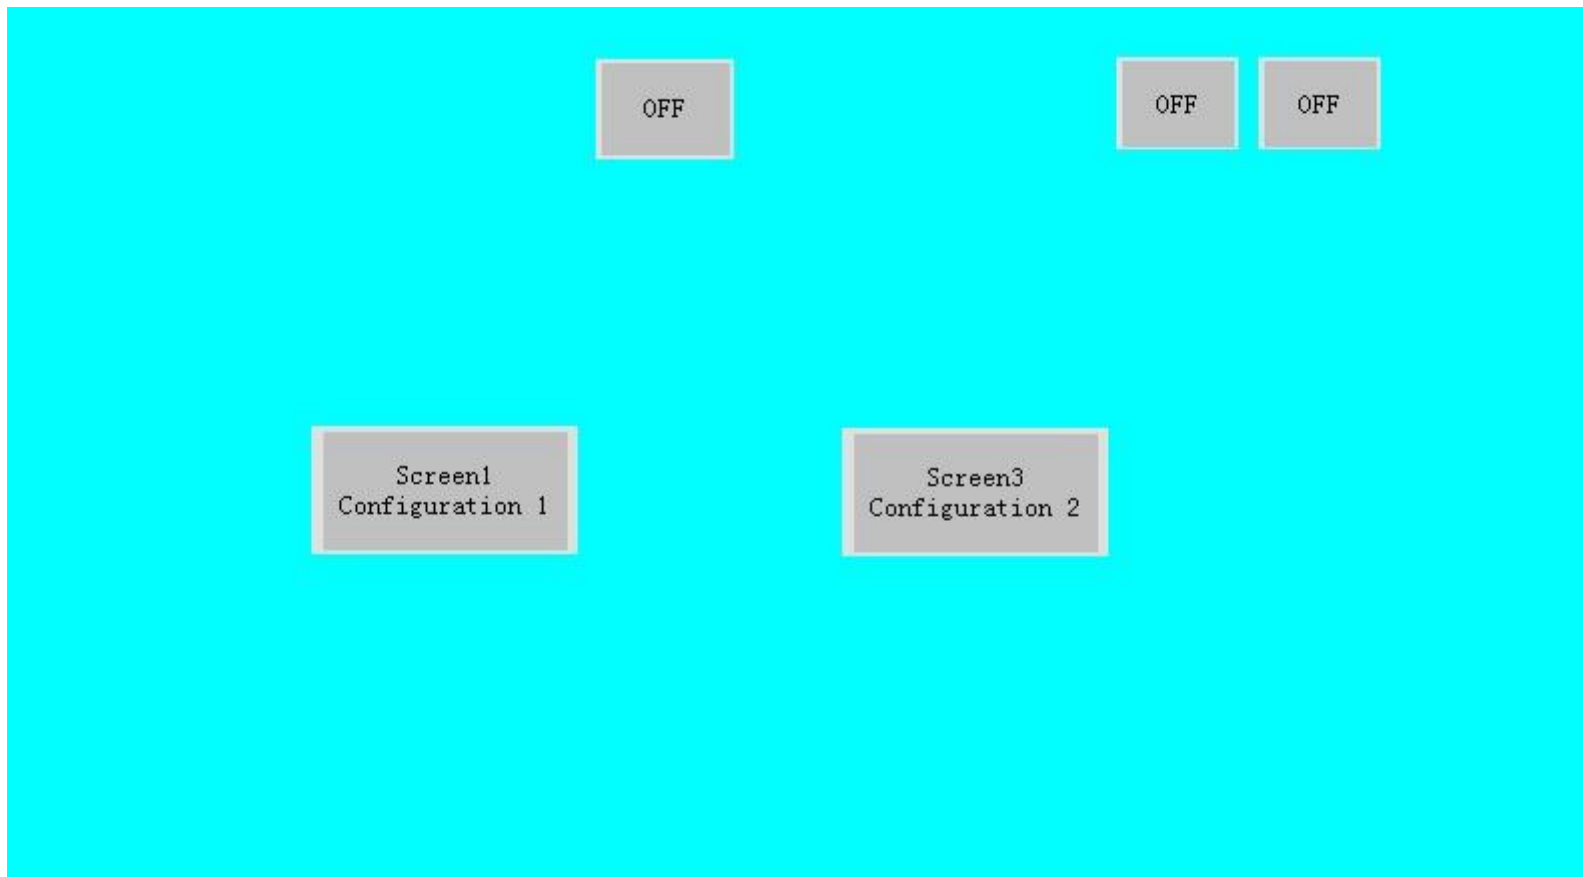 OFF
OFF
OFF
Screen1
Configuration 1
Screen3
Configuration 2